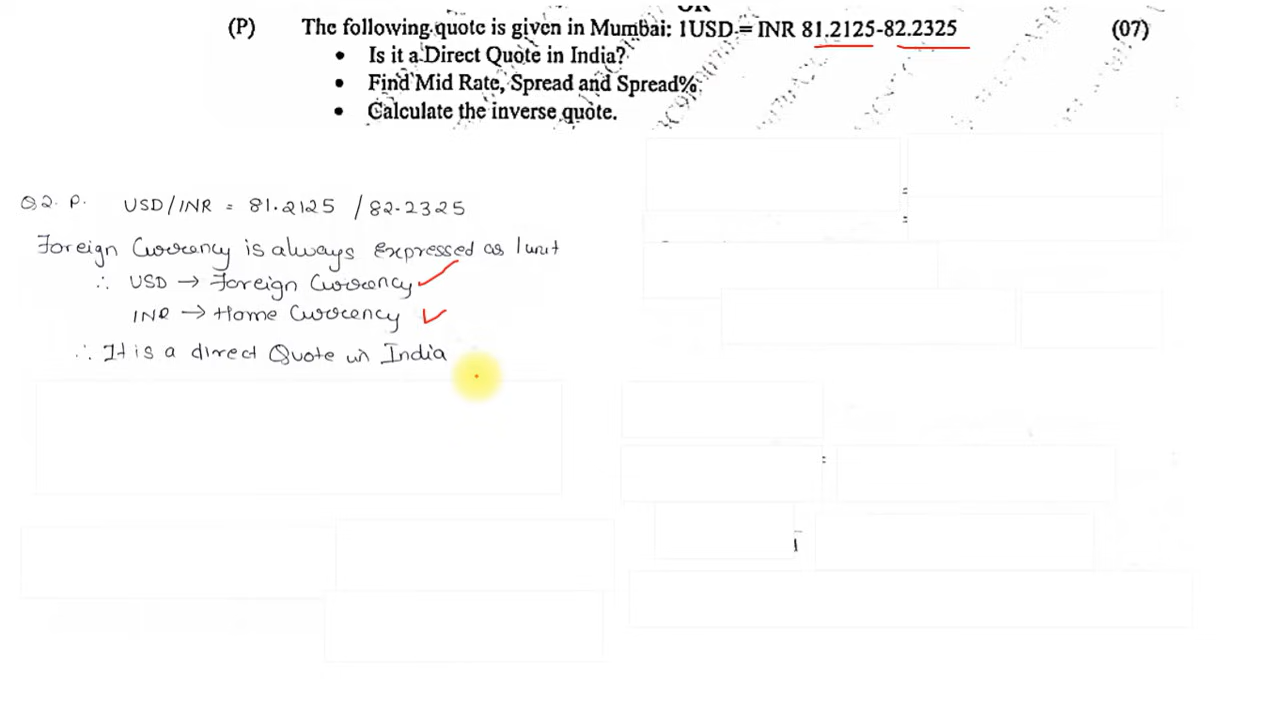 (P) The following quote is given in Mumbai: 1USD = INR 81.2125-82.2325 (07)
• Is it a Direct Quote in India?
• Find Mid Rate, Spread and Spread%
• Calculate the inverse quote.
Q2. P. USD/INR = 81.2125 / 82.2325
Foreign Currency is always expressed as 1 unit
∴ USD → Foreign Currency
INR → Home Currency
∴ It is a direct Quote in India